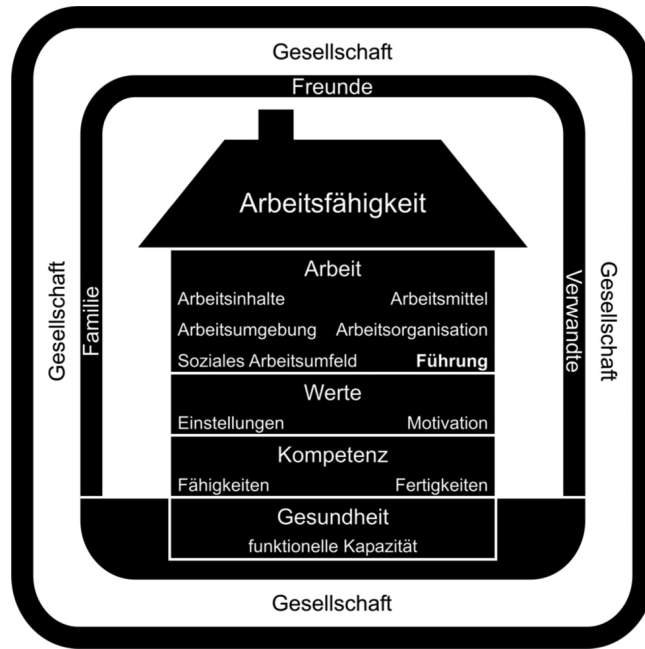 Gesellschaft
Freunde
Arbeitsfähigkeit
Arbeit
Arbeitsinhalte Arbeitsmittel
Arbeitsumgebung Arbeitsorganisation
Soziales Arbeitsumfeld Führung
Werte
Einstellungen Motivation
Kompetenz
Fähigkeiten Fertigkeiten
Gesundheit
funktionelle Kapazität
Gesellschaft
Familie
Verwandte
Gesellschaft
Gesellschaft